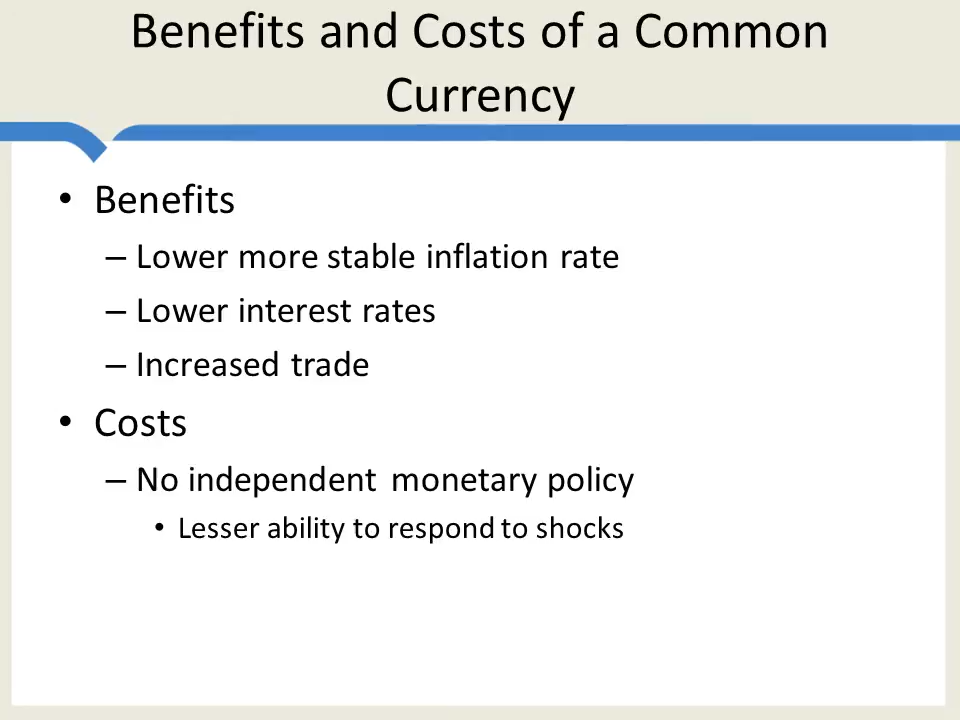 Benefits and Costs of a Common
Currency
• Benefits
– Lower more stable inflation rate
– Lower interest rates
– Increased trade
• Costs
– No independent monetary policy
• Lesser ability to respond to shocks